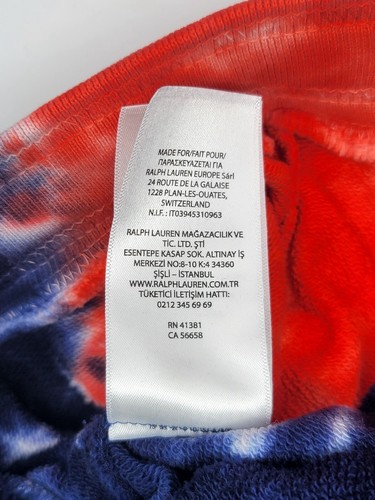 MADE FOR/FAIT POUR/
ΠΑΡΑΣΚΕΥΑΖΕΤΑΙ ΓΙΑ
RALPH LAUREN EUROPE Sàrl
24 ROUTE DE LA GALAISE
1228 PLAN-LES-OUATES,
SWITZERLAND
N.I.F. : IT03945310963
RALPH LAUREN MAĞAZACILIK VE
TİC. LTD. ŞTİ
ESENTEPE KASAP SOK. ALTINAY İŞ
MERKEZİ NO:8-10 K:4 34360
ŞİŞLİ – İSTANBUL
WWW.RALPHLAUREN.COM.TR
TÜKETİCİ İLETİŞİM HATTI:
0212 345 69 69
RN 41381
CA 56658